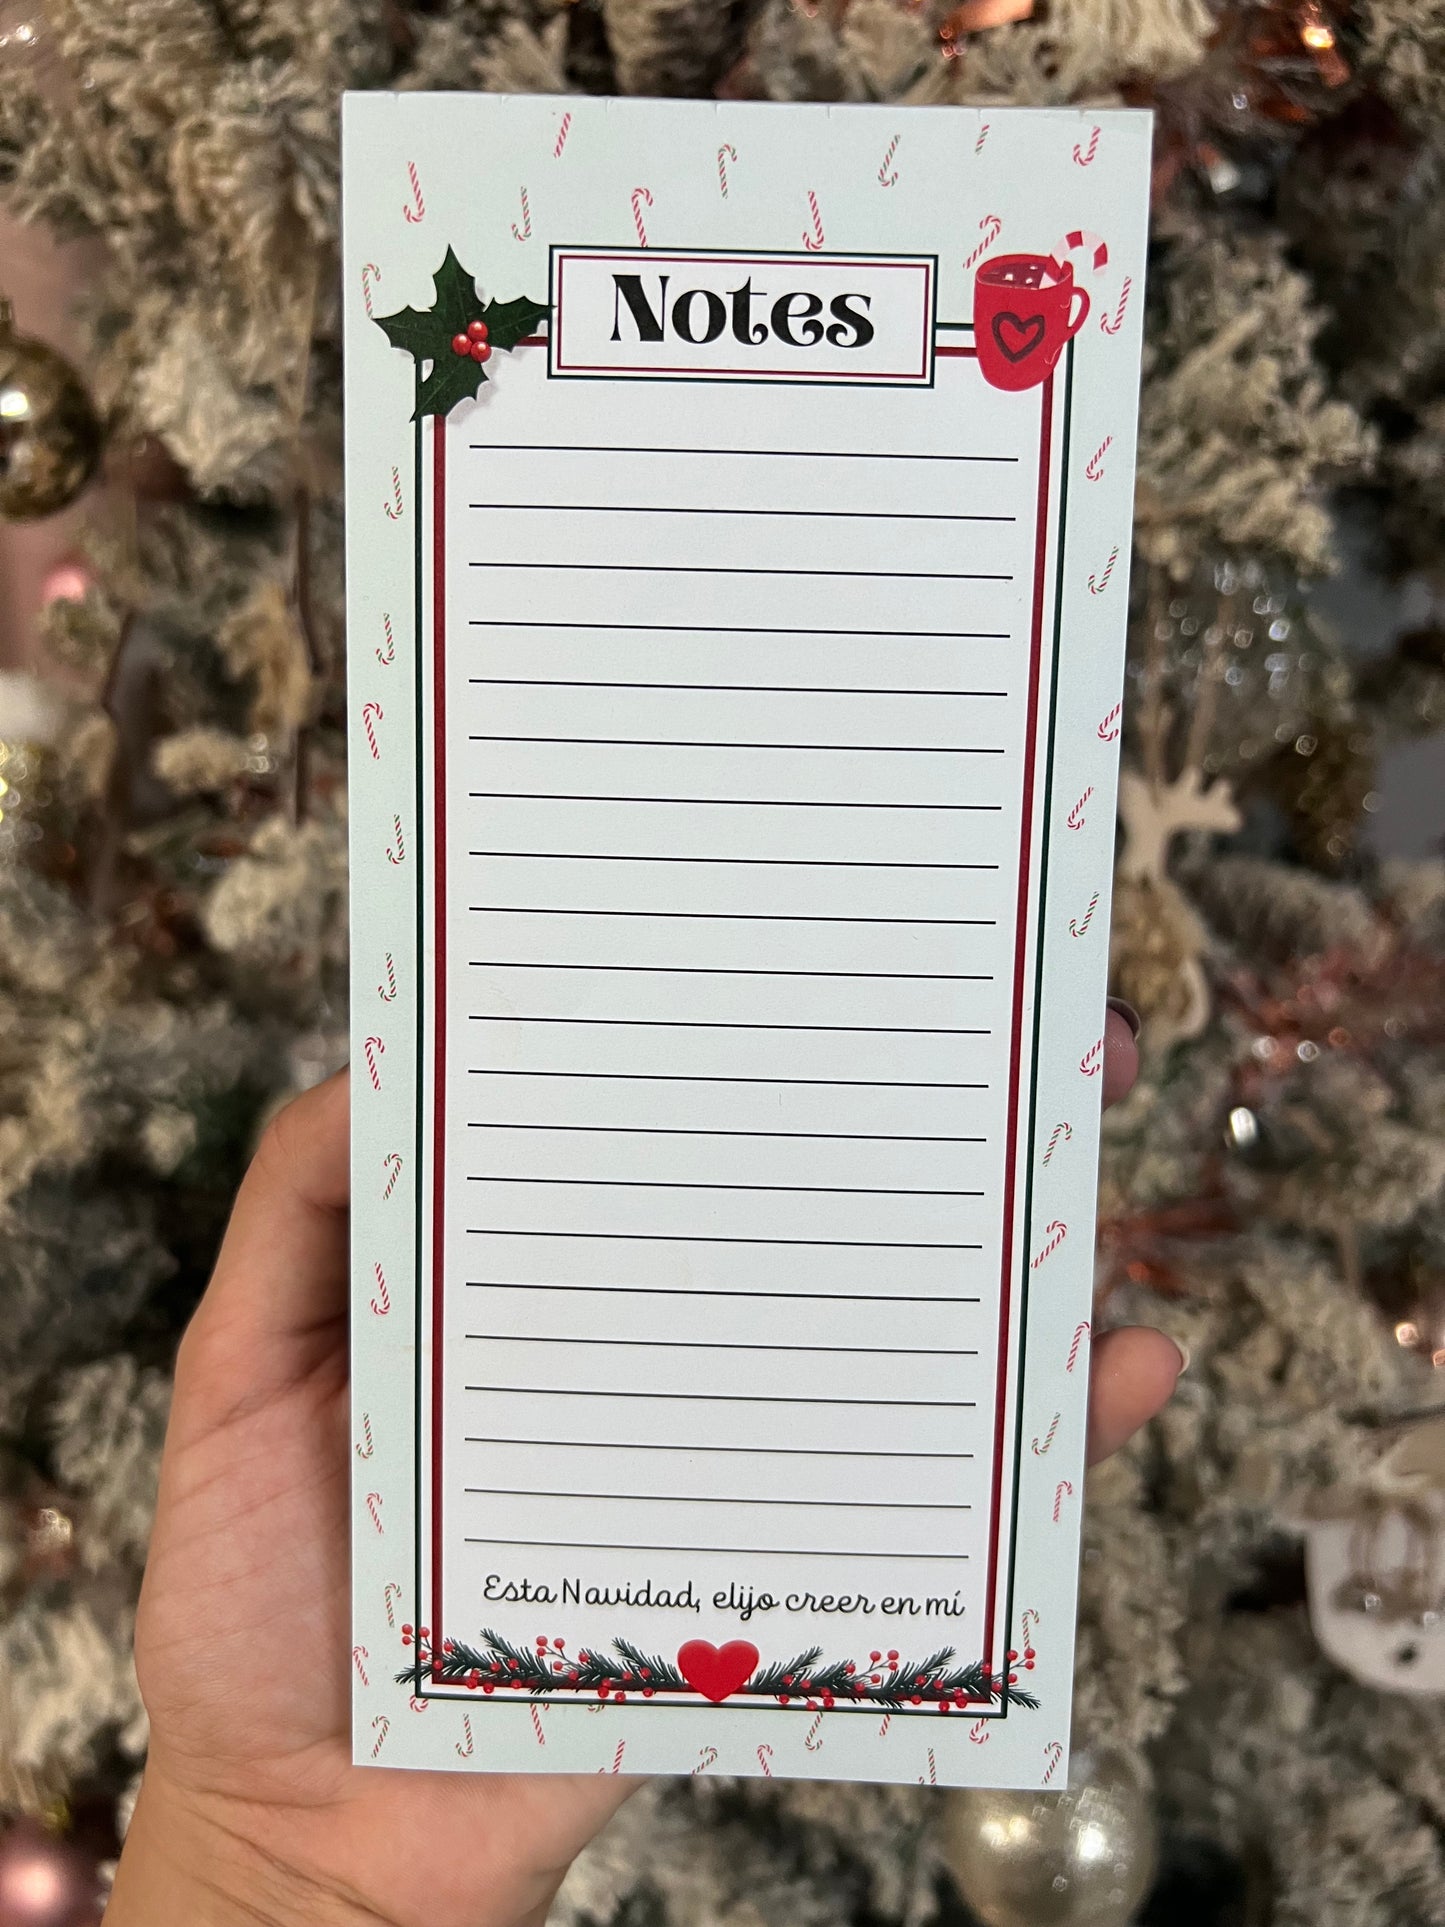 Notes
Esta Navidad, elijo creer en mí